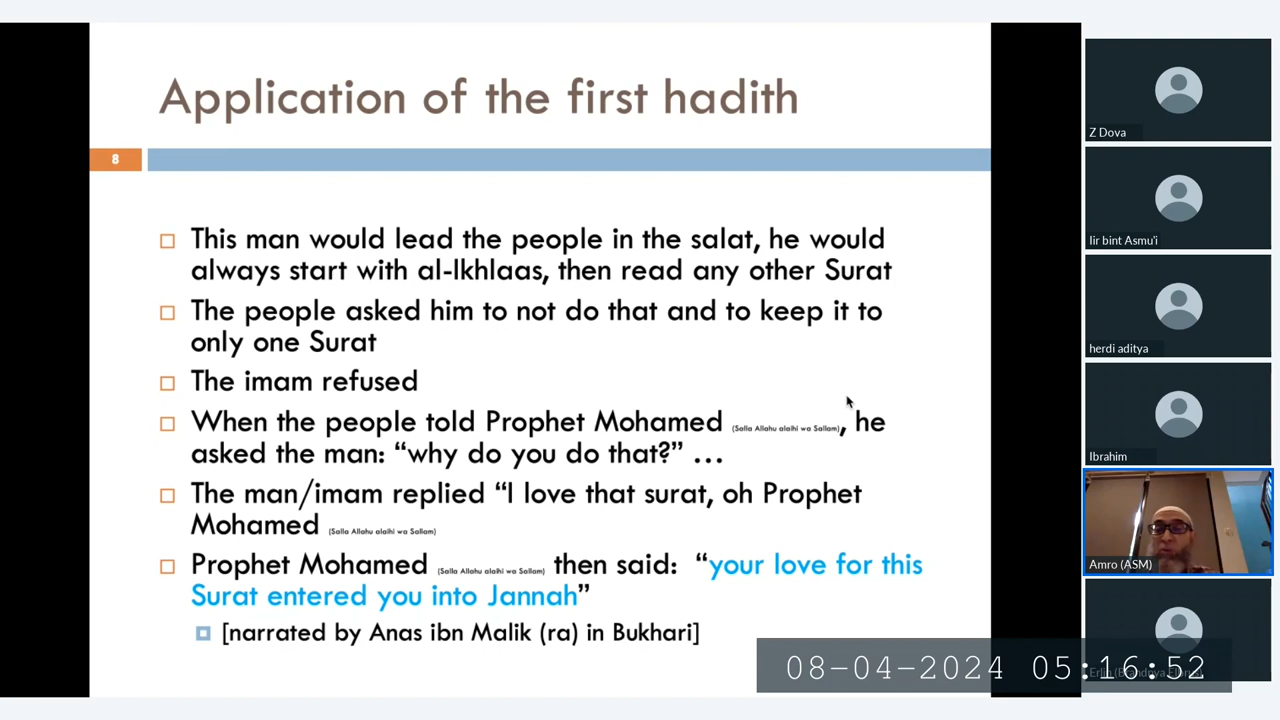 Application of the first hadith
8
This man would lead the people in the salat, he would
always start with al-Ikhlaas, then read any other Surat
The people asked him to not do that and to keep it to
only one Surat
The imam refused
When the people told Prophet Mohamed (Salla Allahu alaihi wa Sallam), he
asked the man: “why do you do that?” …
The man/imam replied “I love that surat, oh Prophet
Mohamed (Salla Allahu alaihi wa Sallam)
Prophet Mohamed (Salla Allahu alaihi wa Sallam) then said: “your love for this
Surat entered you into Jannah”
[narrated by Anas ibn Malik (ra) in Bukhari]
Z Dova
Iir bint Asmu'i
herdi aditya
Ibrahim
Amro (ASM)
08-04-2024 05:16:52